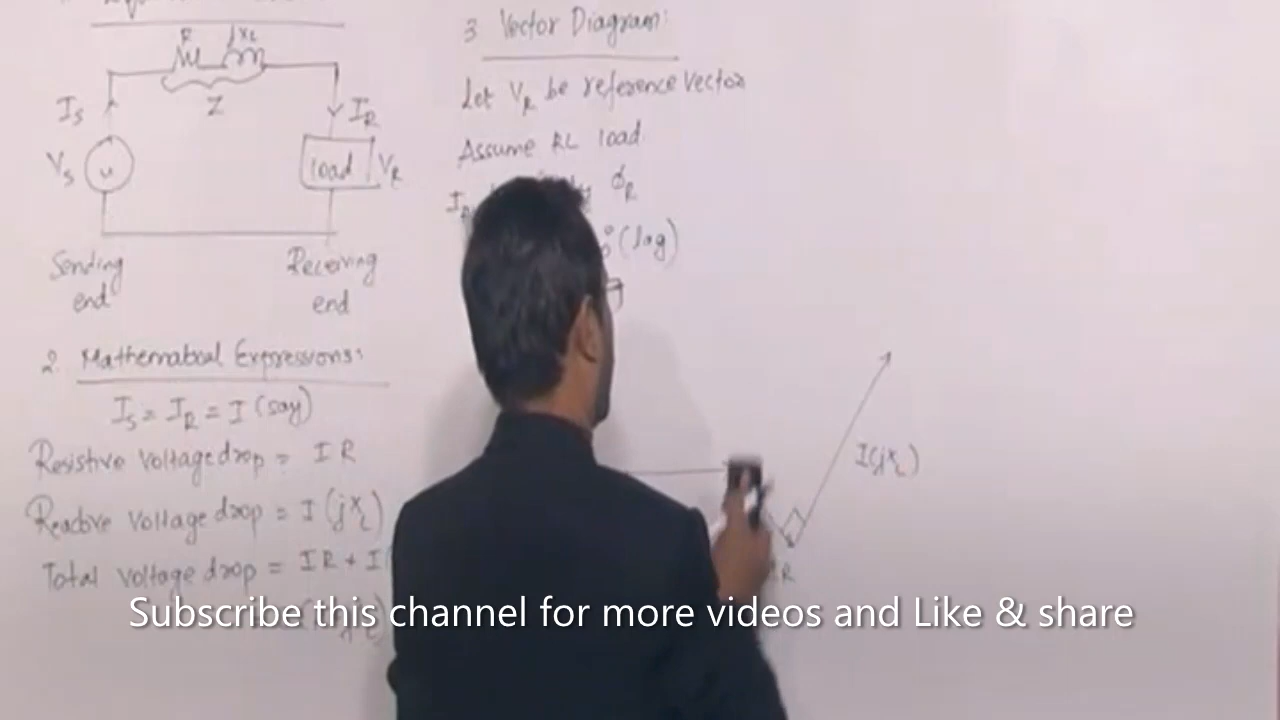 R jXL
Z
IS IR
VS load VR
Sending end
Receiving end
2. Mathematical Expressions:
IS = IR = I (say)
Resistive voltage drop = IR
Reactive voltage drop = I (jXL)
Total voltage drop = IR + I
3 Vector Diagram:
Let VR be reference vector
Assume RL load.
ϕR
(lag)
I(jXL)
R
Subscribe this channel for more videos and Like & share